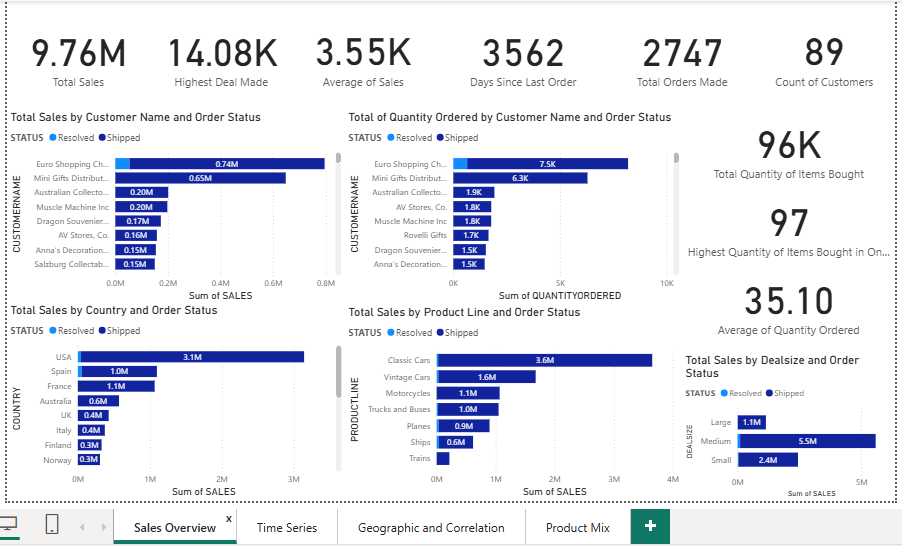 9.76M 14.08K 3.55K 3562 2747 89
Total Sales Highest Deal Made Average of Sales Days Since Last Order Total Orders Made Count of Customers
Total Sales by Customer Name and Order Status
STATUS Resolved Shipped
CUSTOMERNAME
Euro Shopping Ch... 0.74M
Mini Gifts Distribut... 0.65M
Australian Collecto... 0.20M
Muscle Machine Inc 0.20M
Dragon Souvenier... 0.17M
AV Stores, Co. 0.16M
Anna's Decoration... 0.15M
Salzburg Collectab... 0.15M
0.0M 0.2M 0.4M 0.6M 0.8M
Sum of SALES
Total of Quantity Ordered by Customer Name and Order Status
STATUS Resolved Shipped
CUSTOMERNAME
Euro Shopping Ch... 7.5K
Mini Gifts Distribut... 6.3K
Australian Collecto... 1.9K
AV Stores, Co. 1.8K
Muscle Machine Inc 1.8K
Rovelli Gifts 1.7K
Dragon Souvenier... 1.5K
Anna's Decoration... 1.5K
0K 5K 10K
Sum of QUANTITYORDERED
96K
Total Quantity of Items Bought
97
Highest Quantity of Items Bought in On...
35.10
Average of Quantity Ordered
Total Sales by Country and Order Status
STATUS Resolved Shipped
COUNTRY
USA 3.1M
Spain 1.0M
France 1.1M
Australia 0.6M
UK 0.4M
Italy 0.4M
Finland 0.3M
Norway 0.3M
0M 1M 2M 3M
Sum of SALES
Total Sales by Product Line and Order Status
STATUS Resolved Shipped
PRODUCTLINE
Classic Cars 3.6M
Vintage Cars 1.6M
Motorcycles 1.1M
Trucks and Buses 1.0M
Planes 0.9M
Ships 0.6M
Trains
0M 1M 2M 3M 4M
Sum of SALES
Total Sales by Dealsize and Order
Status
STATUS Resolved Shipped
DEALSIZE
Large 1.1M
Medium 5.5M
Small 2.4M
0M 5M
Sum of SALES
Sales Overview x Time Series Geographic and Correlation Product Mix +